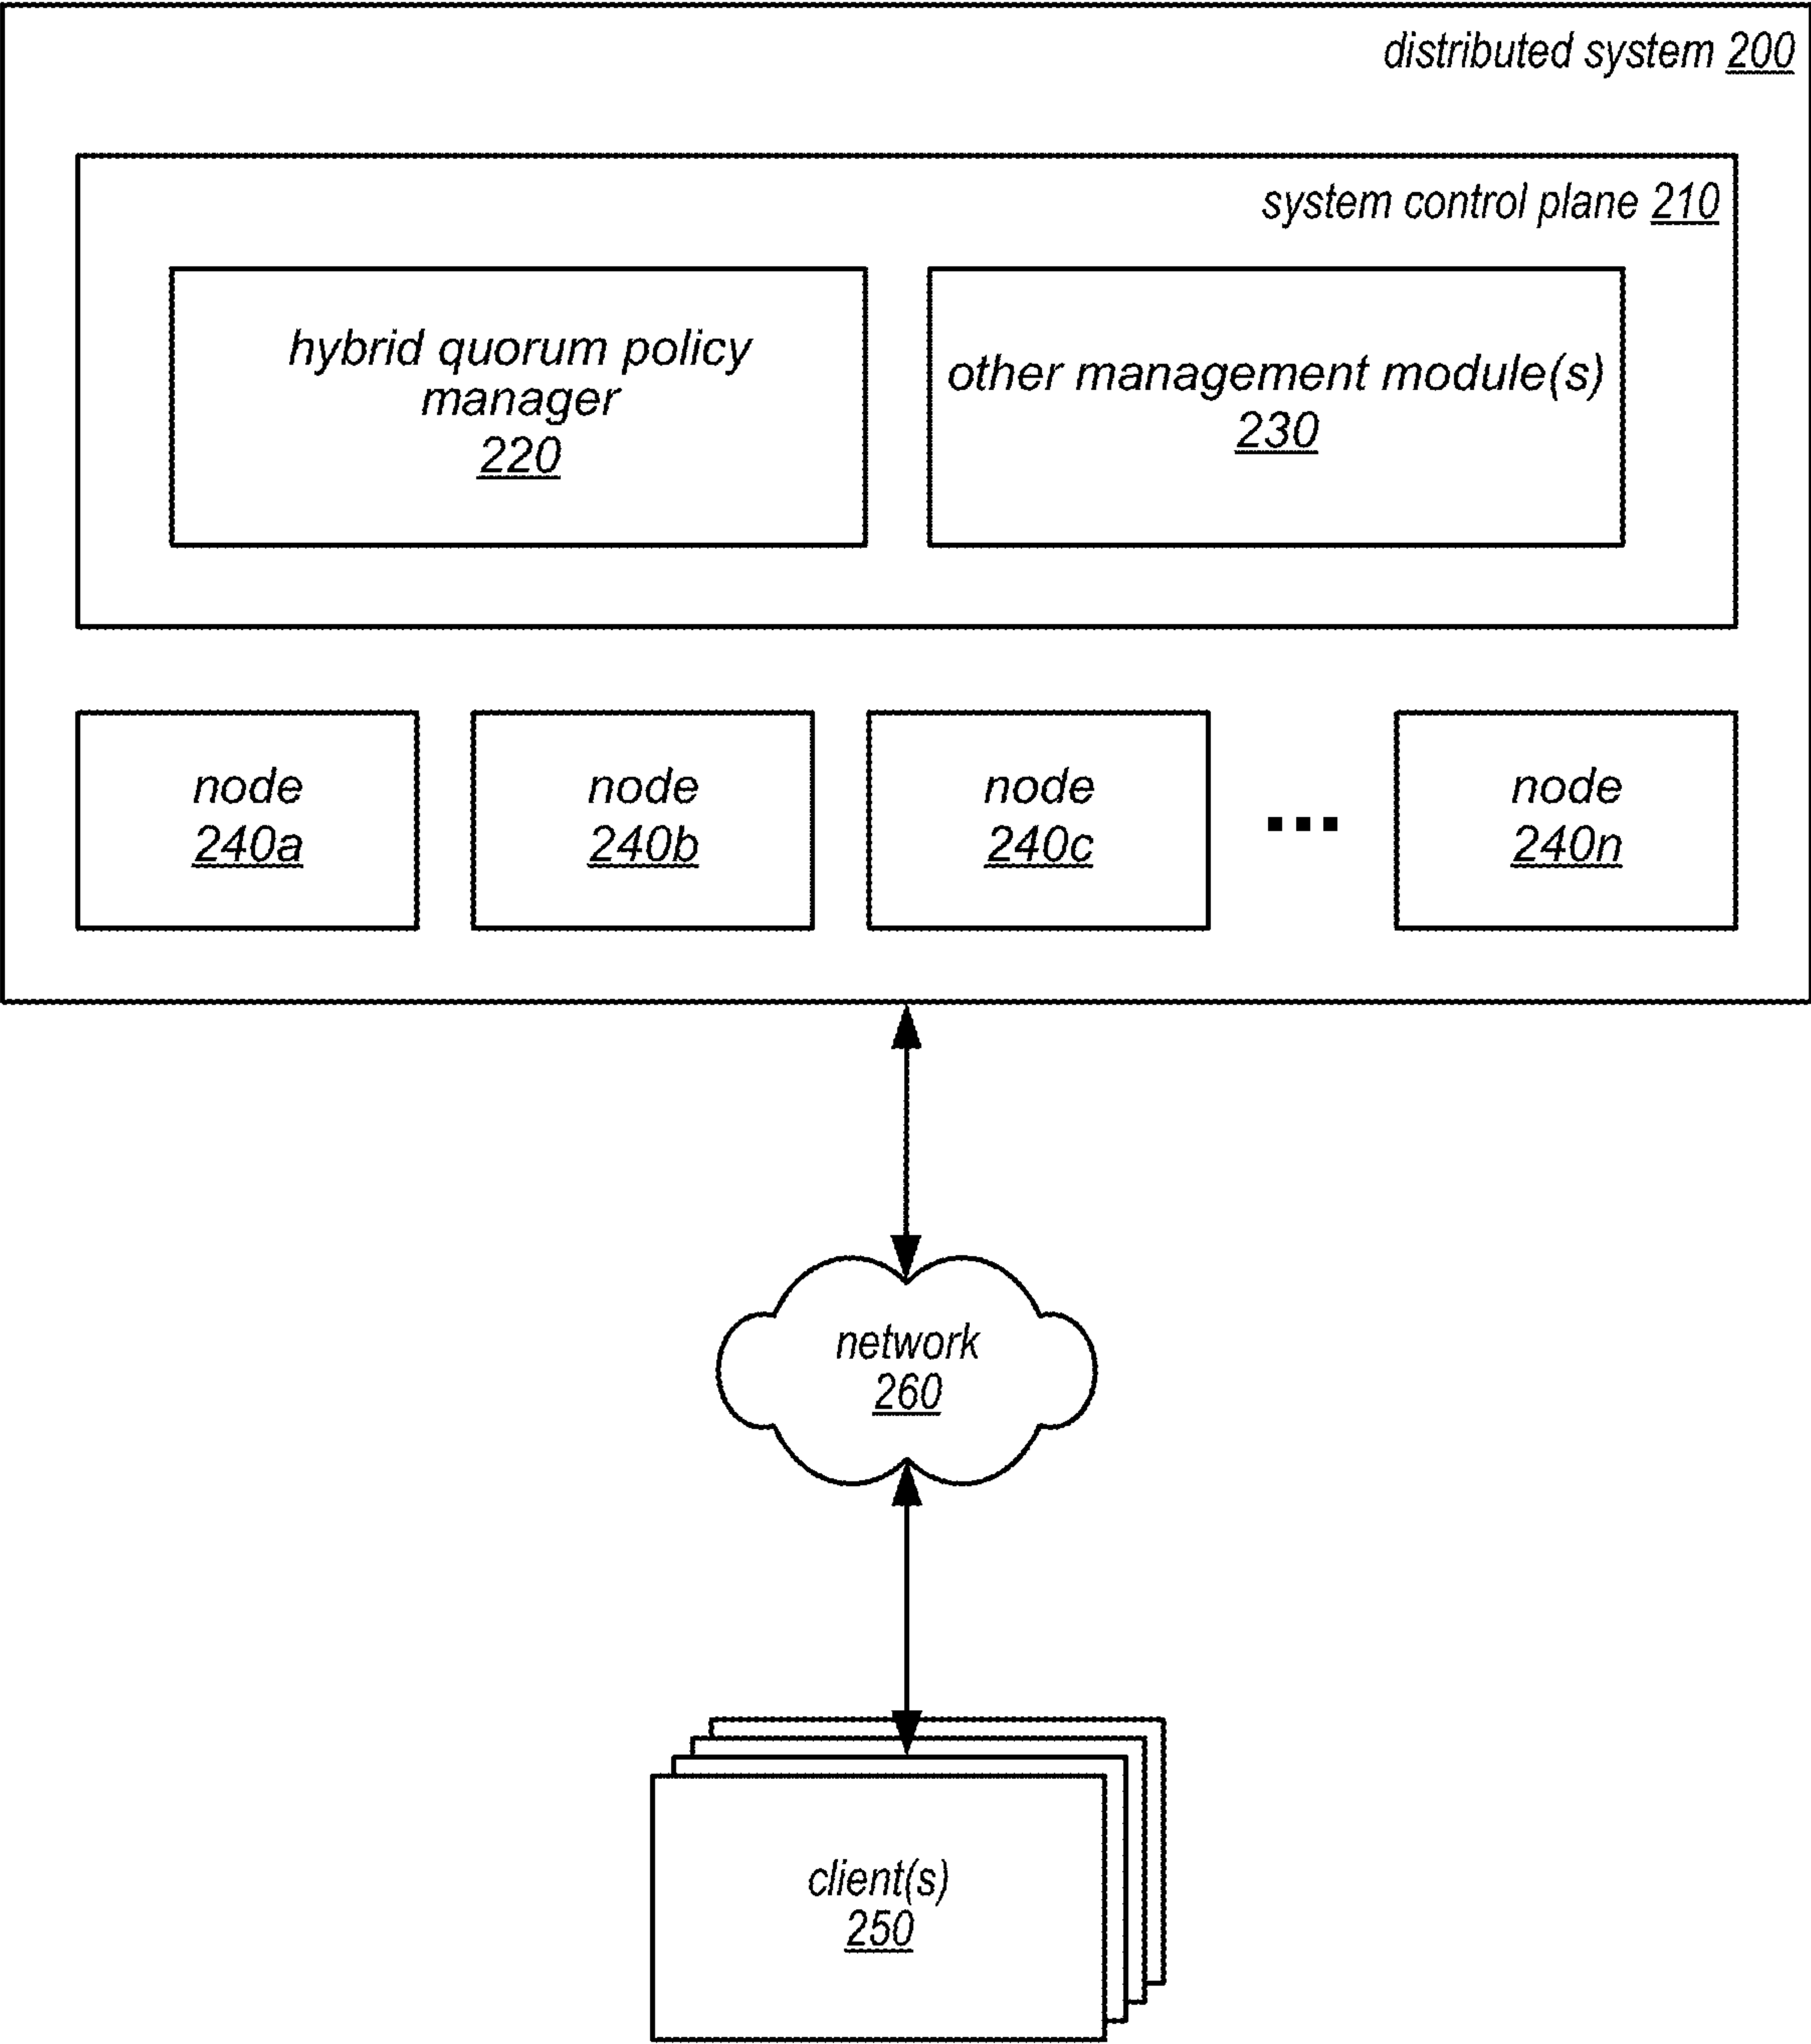 distributed system 200
system control plane 210
hybrid quorum policy
manager
220
other management module(s)
230
node
240a
node
240b
node
240c
node
240n
network
260
client(s)
250